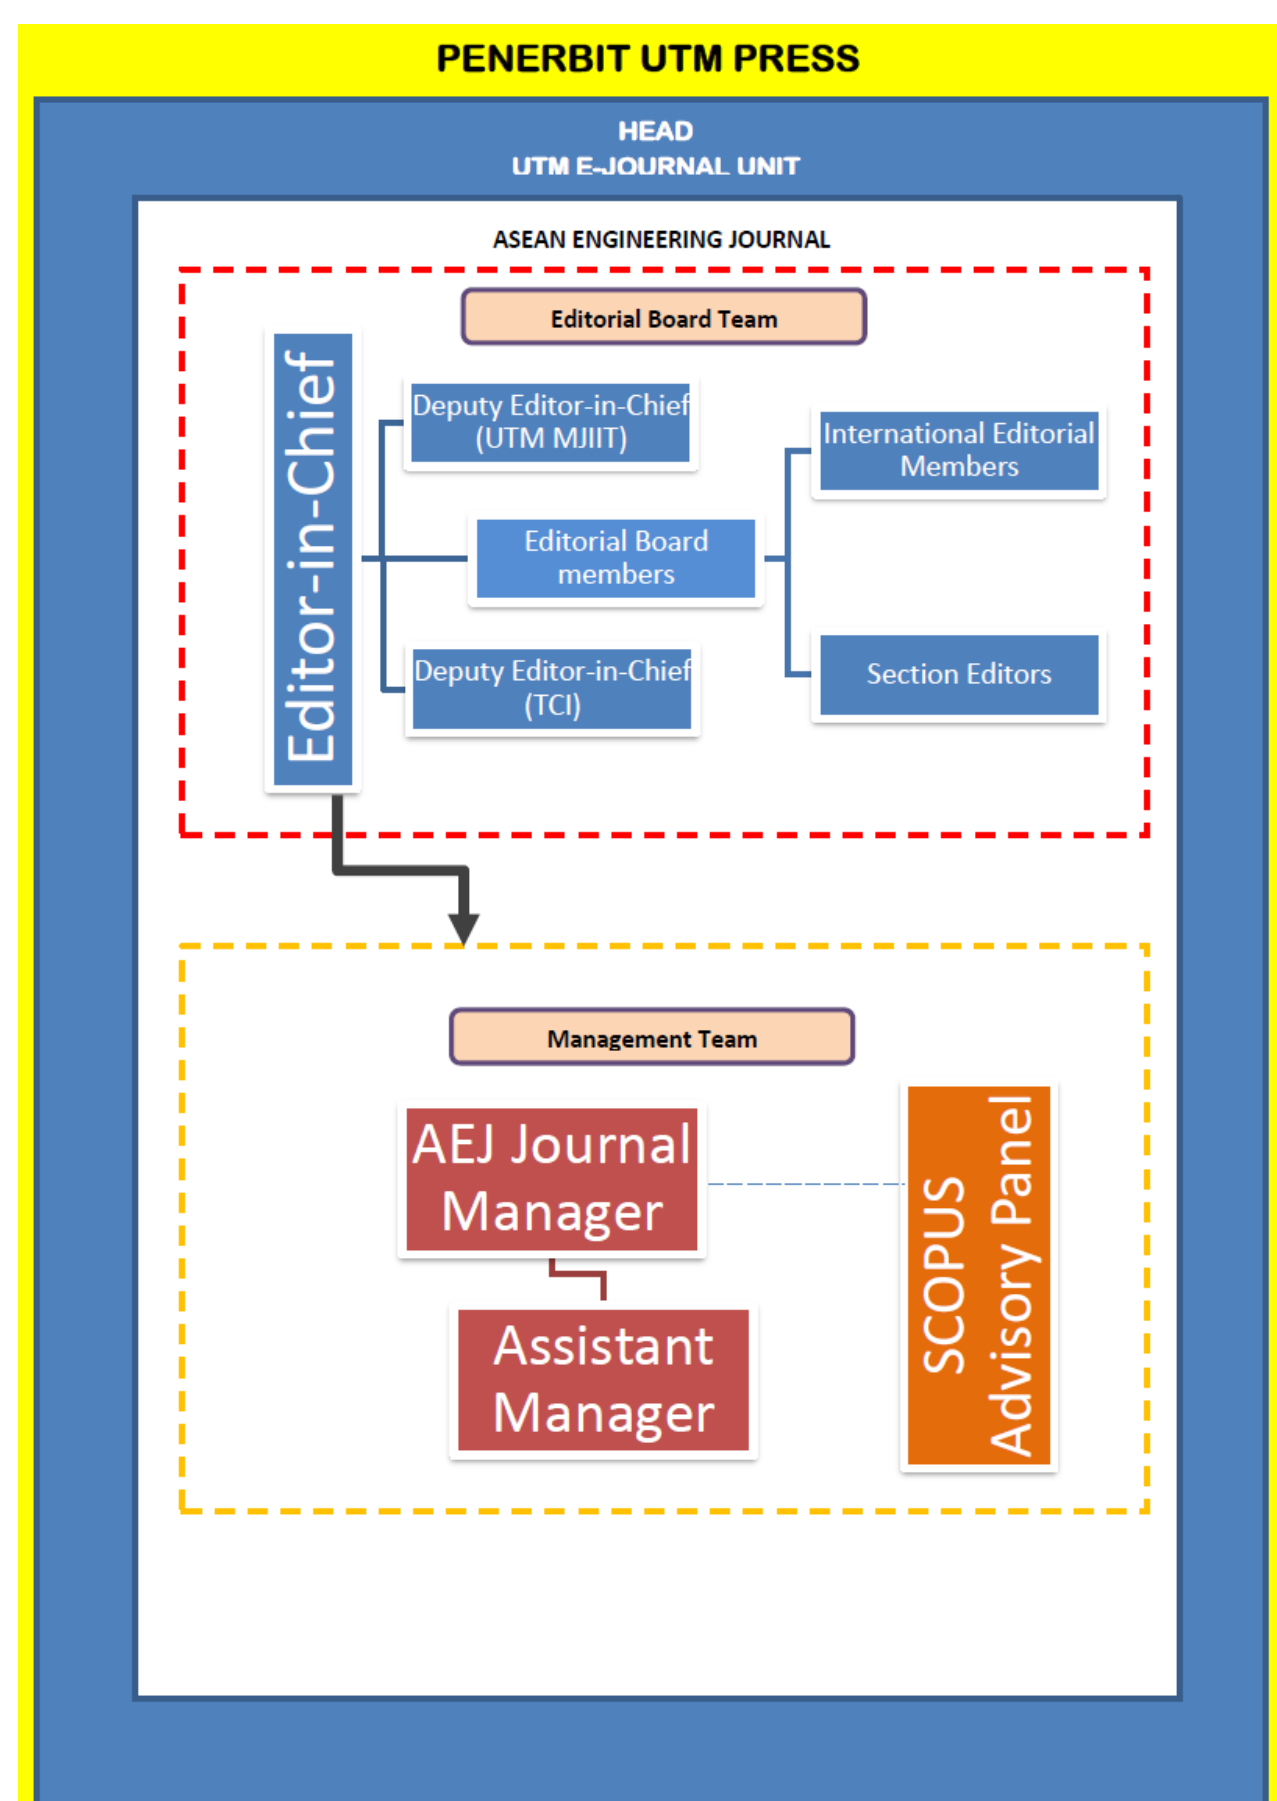 PENERBIT UTM PRESS
HEAD
UTM E-JOURNAL UNIT
ASEAN ENGINEERING JOURNAL
Editorial Board Team
Editor-in-Chief
Deputy Editor-in-Chief
(UTM MJIIT)
International Editorial
Members
Editorial Board
members
Deputy Editor-in-Chief
(TCI)
Section Editors
Management Team
AEJ Journal
Manager
SCOPUS
Advisory Panel
Assistant
Manager